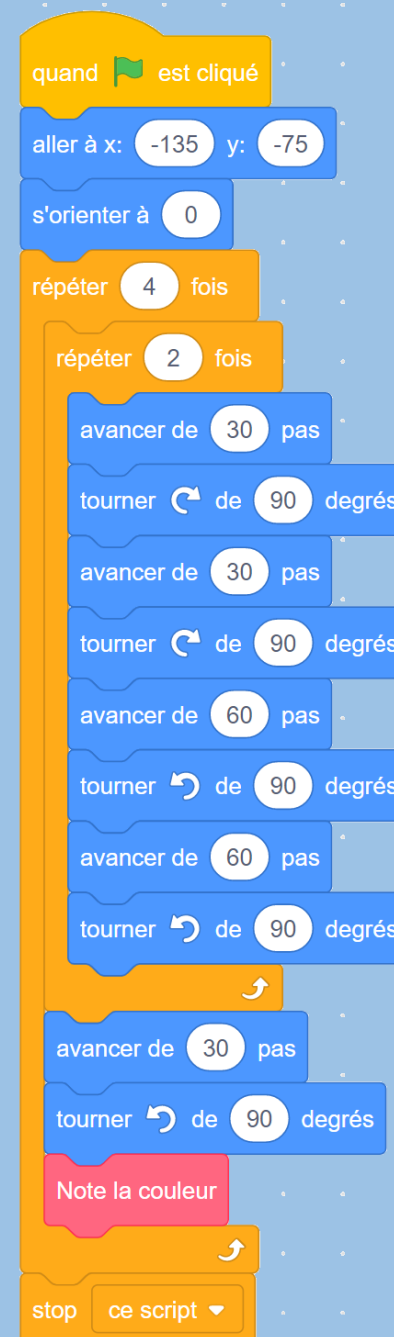 quand est cliqué
aller à x: -135 y: -75
s'orienter à 0
répéter 4 fois
répéter 2 fois
avancer de 30 pas
tourner de 90 degrés
avancer de 30 pas
tourner de 90 degrés
avancer de 60 pas
tourner de 90 degrés
avancer de 60 pas
tourner de 90 degrés
avancer de 30 pas
tourner de 90 degrés
Note la couleur
stop ce script